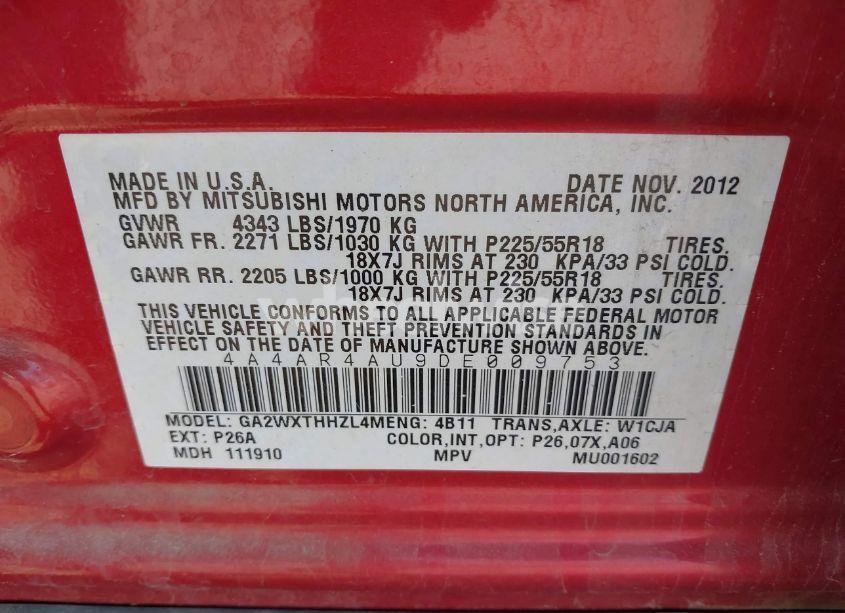 MADE IN U.S.A. DATE NOV. 2012
MFD BY MITSUBISHI MOTORS NORTH AMERICA, INC.
GVWR 4343 LBS/1970 KG
GAWR FR. 2271 LBS/1030 KG WITH P225/55R18 TIRES.
18X7J RIMS AT 230 KPA/33 PSI COLD.
GAWR RR. 2205 LBS/1000 KG WITH P225/55R18 TIRES.
18X7J RIMS AT 230 KPA/33 PSI COLD.
THIS VEHICLE CONFORMS TO ALL APPLICABLE FEDERAL MOTOR
VEHICLE SAFETY AND THEFT PREVENTION STANDARDS IN
EFFECT ON THE DATE OF MANUFACTURE SHOWN ABOVE.
4A4AR4AU9DE009753
MODEL: GA2WXTHHZL4MENG: 4B11 TRANS,AXLE: W1CJA
EXT: P26A COLOR,INT,OPT: P26,07X,A06
MDH 111910 MPV MU001602